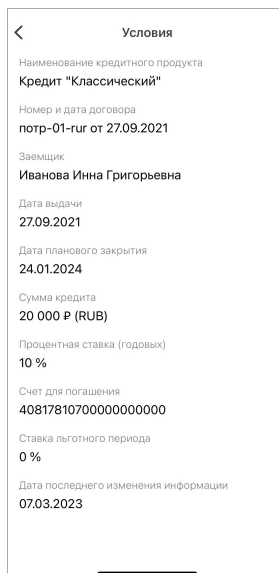 Условия
Наименование кредитного продукта
Кредит "Классический"
Номер и дата договора
потр-01-rur от 27.09.2021
Заемщик
Иванова Инна Григорьевна
Дата выдачи
27.09.2021
Дата планового закрытия
24.01.2024
Сумма кредита
20 000 ₽ (RUB)
Процентная ставка (годовых)
10 %
Счет для погашения
40817810700000000000
Ставка льготного периода
0 %
Дата последнего изменения информации
07.03.2023